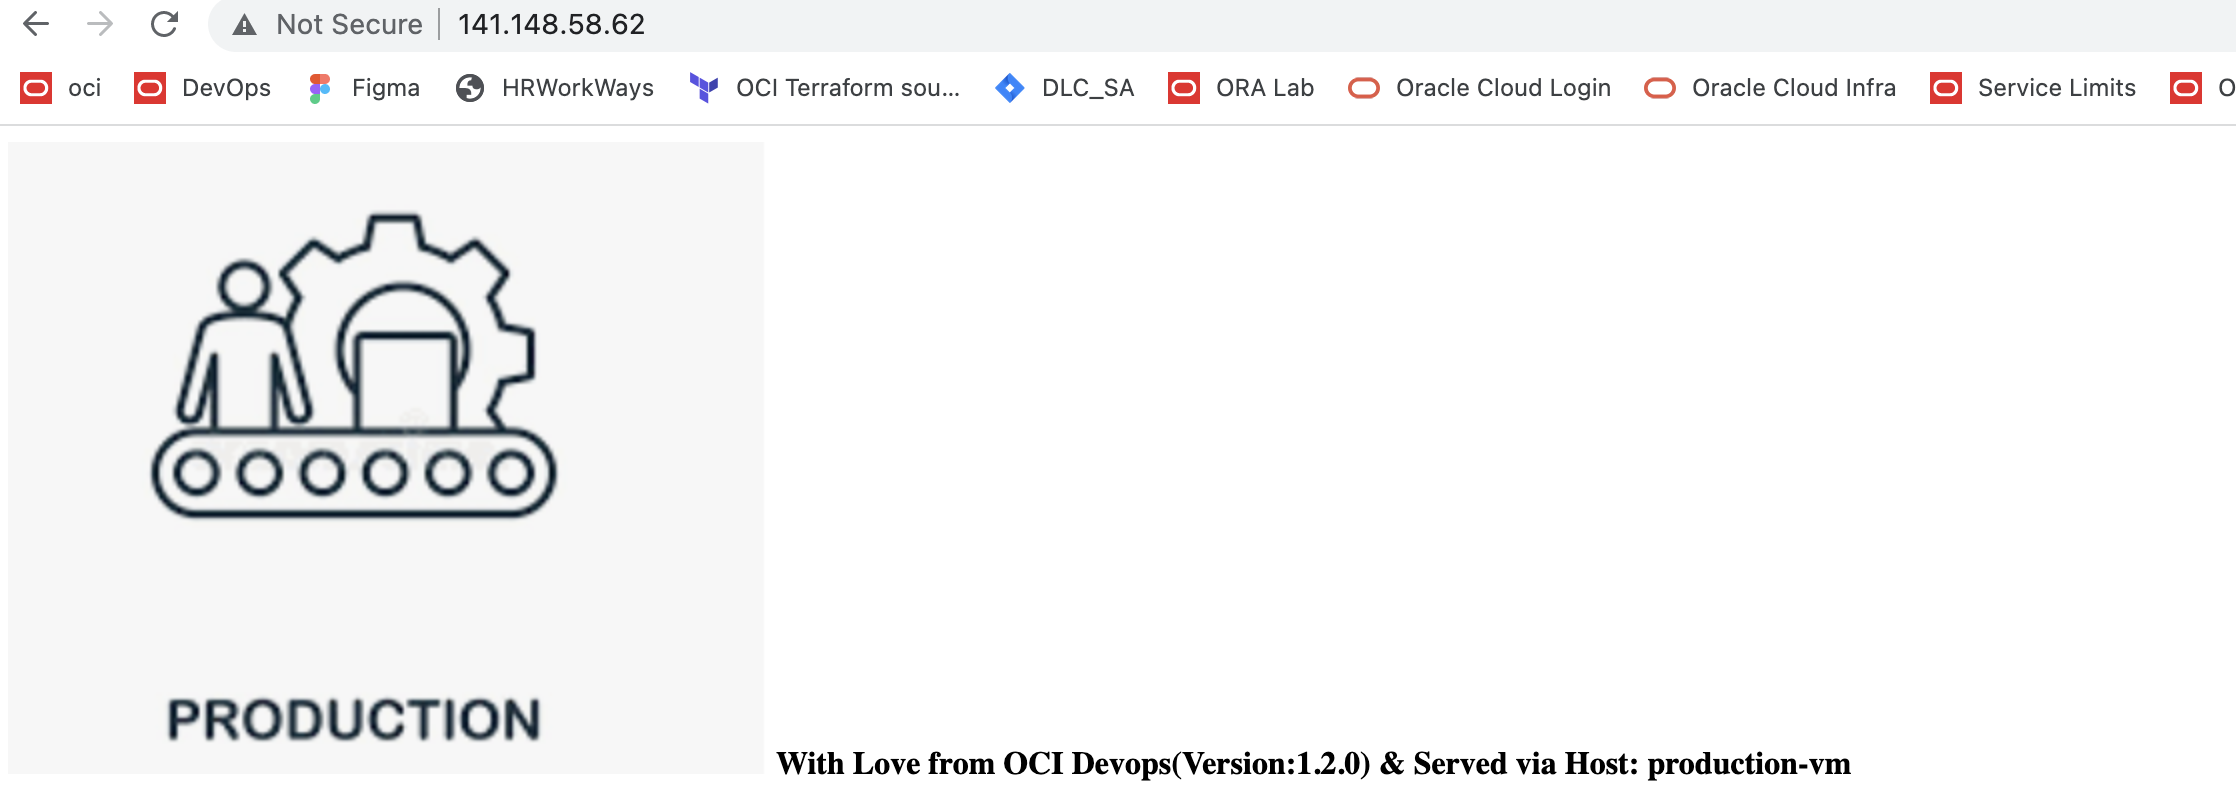 Not Secure | 141.148.58.62
oci DevOps Figma HRWorkWays OCI Terraform sou... DLC_SA ORA Lab Oracle Cloud Login Oracle Cloud Infra Service Limits O
PRODUCTION
With Love from OCI Devops(Version:1.2.0) & Served via Host: production-vm